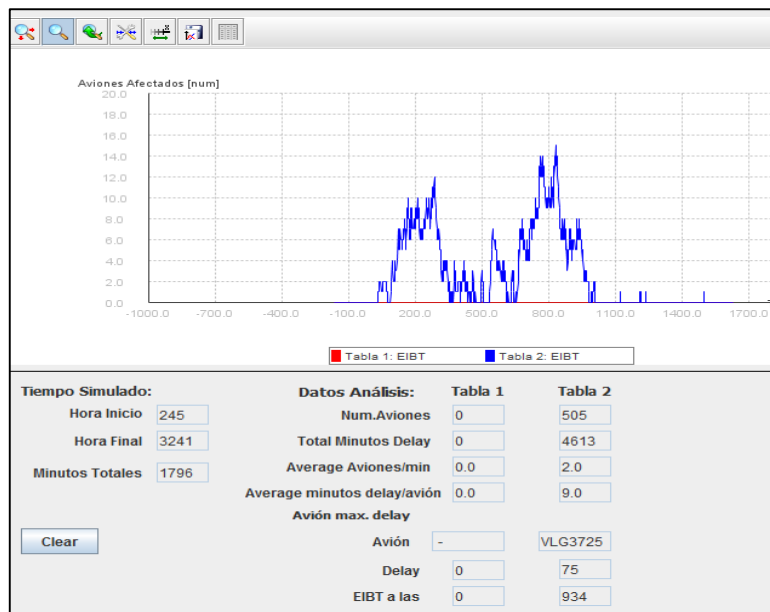 Aviones Afectados [num]
20.0
18.0
16.0
14.0
12.0
10.0
8.0
6.0
4.0
2.0
0.0
-1000.0 -700.0 -400.0 -100.0 200.0 500.0 800.0 1100.0 1400.0 1700.0
Tabla 1: EIBT Tabla 2: EIBT
Tiempo Simulado: Datos Análisis: Tabla 1 Tabla 2
Hora Inicio 245 Num.Aviones 0 505
Hora Final 3241 Total Minutos Delay 0 4613
Minutos Totales 1796 Average Aviones/min 0.0 2.0
Average minutos delay/avión 0.0 9.0
Avión max. delay
Clear Avión - VLG3725
Delay 0 75
EIBT a las 0 934